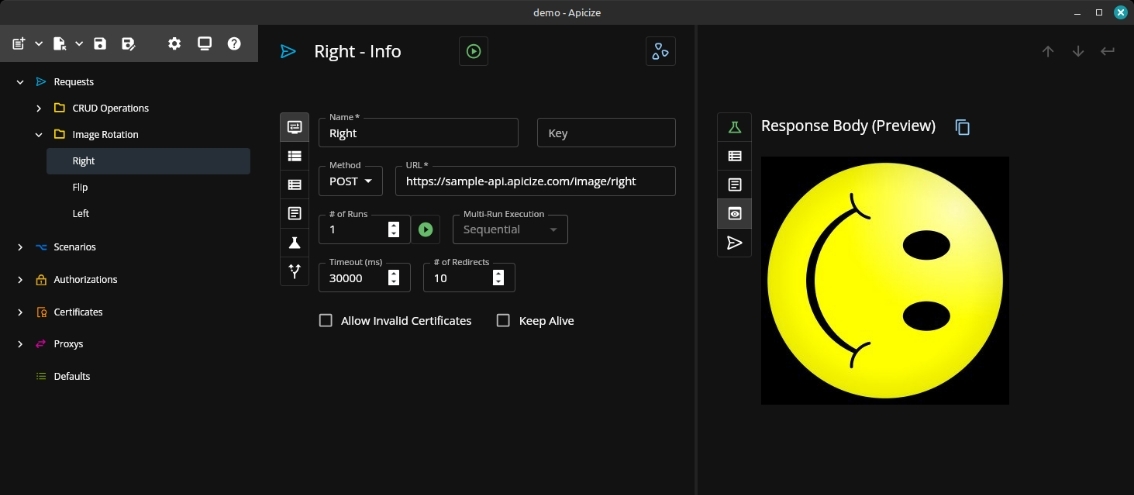 demo - Apicize
Right - Info
Requests
CRUD Operations
Image Rotation
Right
Flip
Left
Scenarios
Authorizations
Certificates
Proxys
Defaults
Name *
Right
Key
Method
POST
URL *
https://sample-api.apicize.com/image/right
# of Runs
1
Multi-Run Execution
Sequential
Timeout (ms)
30000
# of Redirects
10
Allow Invalid Certificates
Keep Alive
Response Body (Preview)